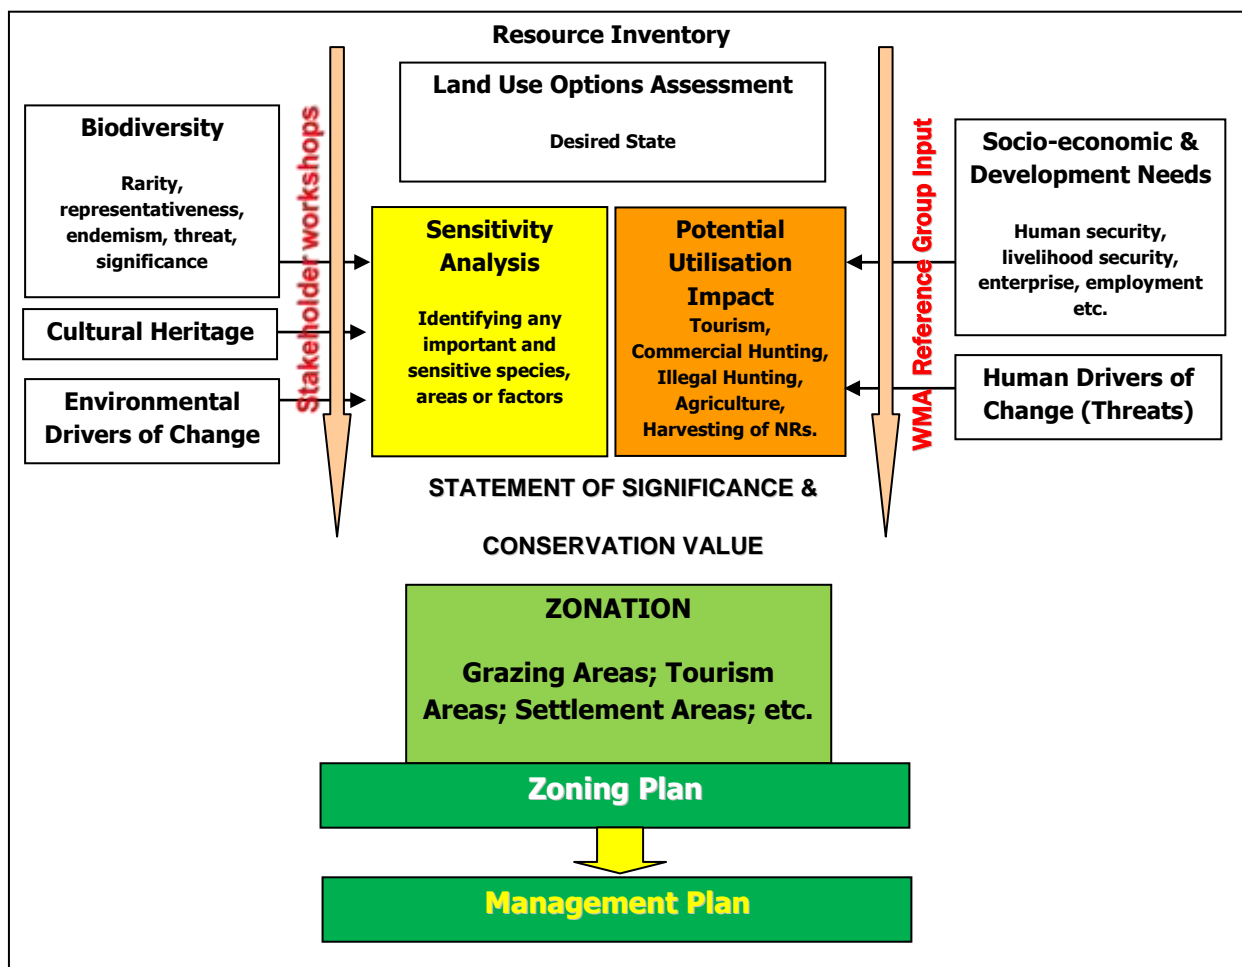 Resource Inventory
Land Use Options Assessment
Desired State
Biodiversity
Rarity,
representativeness,
endemism, threat,
significance
Cultural Heritage
Environmental
Drivers of Change
Stakeholder workshops
Sensitivity
Analysis
Identifying any
important and
sensitive species,
areas or factors
Potential
Utilisation
Impact
Tourism,
Commercial Hunting,
Illegal Hunting,
Agriculture,
Harvesting of NRs.
WMA Reference Group Input
Socio-economic &
Development Needs
Human security,
livelihood security,
enterprise, employment
etc.
Human Drivers of
Change (Threats)
STATEMENT OF SIGNIFICANCE &
CONSERVATION VALUE
ZONATION
Grazing Areas; Tourism
Areas; Settlement Areas; etc.
Zoning Plan
Management Plan